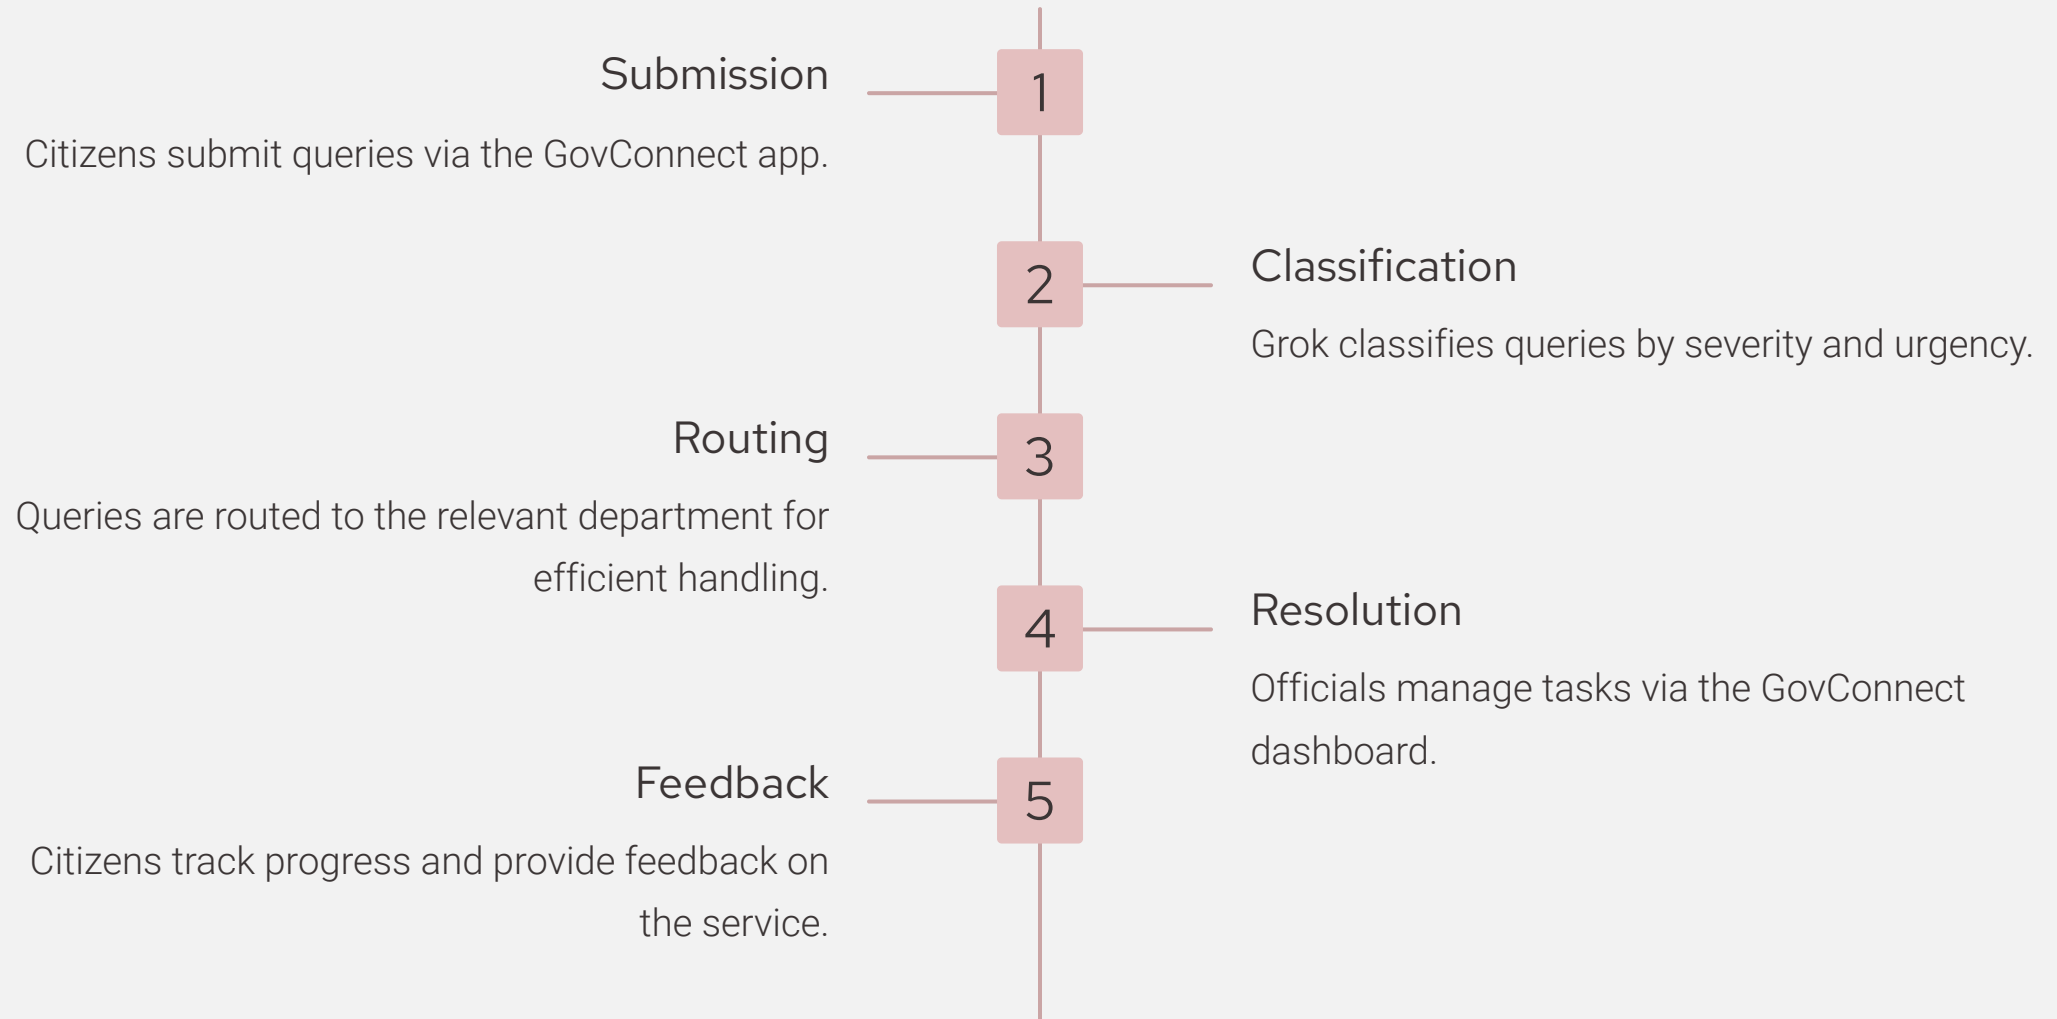 Submission
1
Citizens submit queries via the GovConnect app.
2
Classification
Grok classifies queries by severity and urgency.
Routing
3
Queries are routed to the relevant department for
efficient handling.
4
Resolution
Officials manage tasks via the GovConnect
dashboard.
Feedback
5
Citizens track progress and provide feedback on
the service.